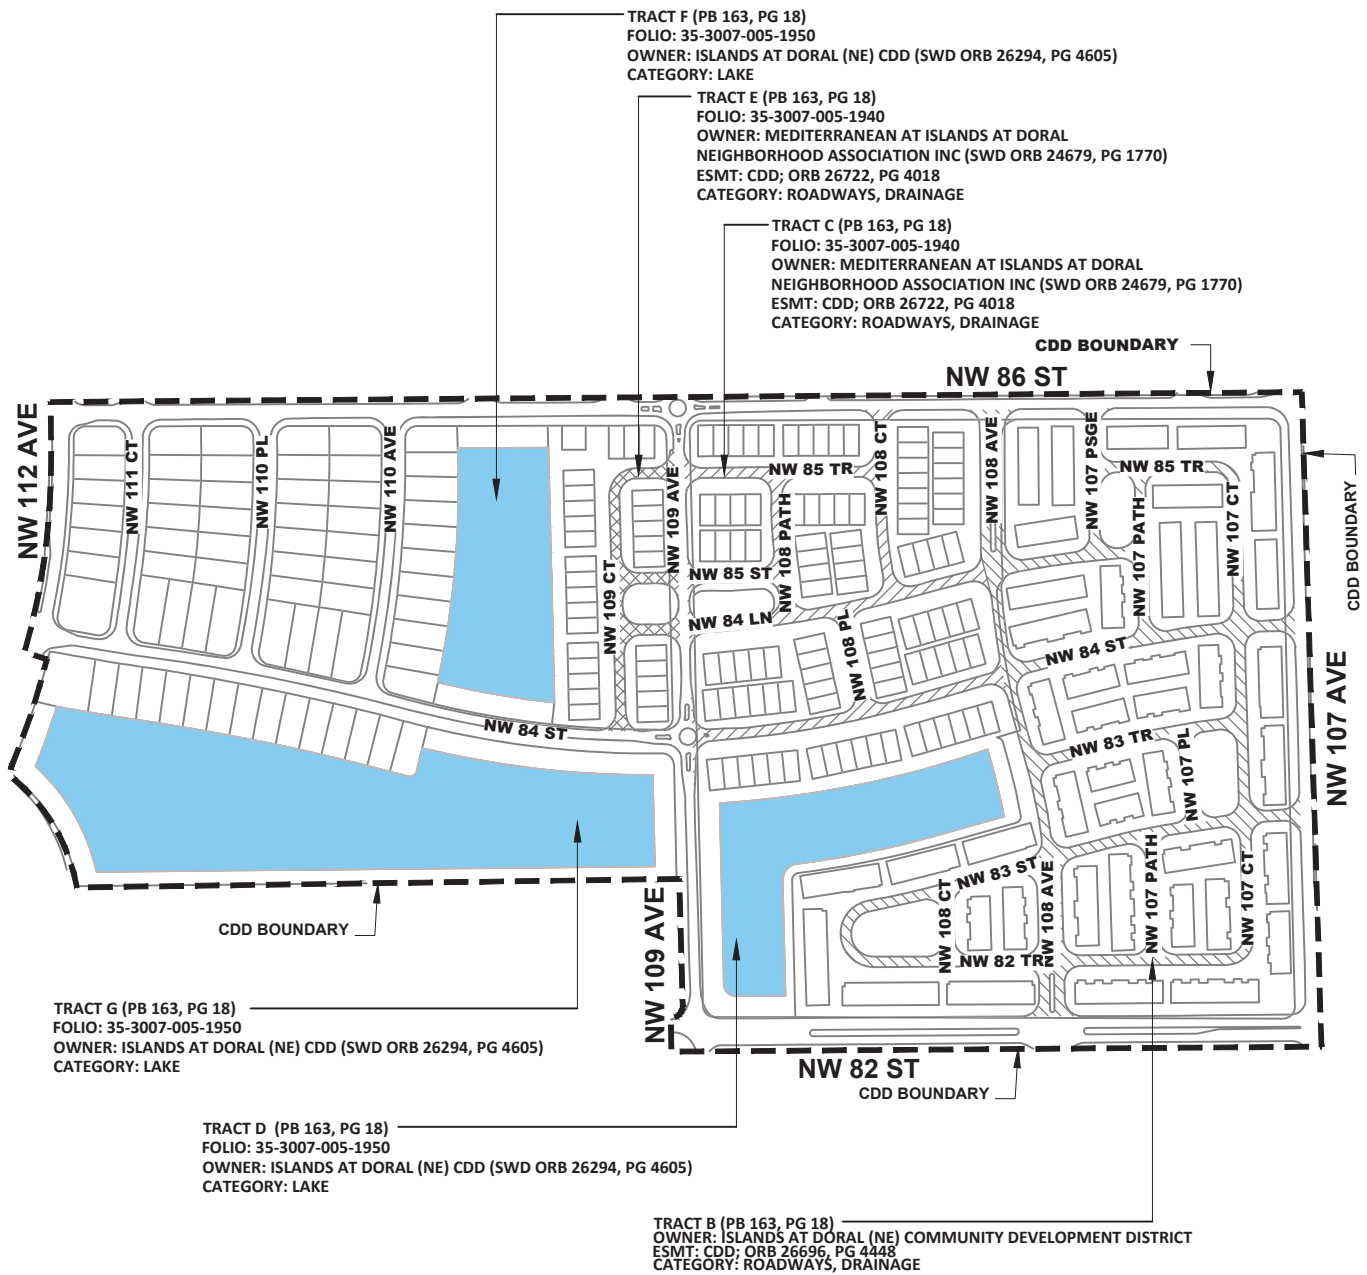 TRACT F (PB 163, PG 18)
FOLIO: 35-3007-005-1950
OWNER: ISLANDS AT DORAL (NE) CDD (SWD ORB 26294, PG 4605)
CATEGORY: LAKE
TRACT E (PB 163, PG 18)
FOLIO: 35-3007-005-1940
OWNER: MEDITERRANEAN AT ISLANDS AT DORAL
NEIGHBORHOOD ASSOCIATION INC (SWD ORB 24679, PG 1770)
ESMT: CDD; ORB 26722, PG 4018
CATEGORY: ROADWAYS, DRAINAGE
TRACT C (PB 163, PG 18)
FOLIO: 35-3007-005-1940
OWNER: MEDITERRANEAN AT ISLANDS AT DORAL
NEIGHBORHOOD ASSOCIATION INC (SWD ORB 24679, PG 1770)
ESMT: CDD; ORB 26722, PG 4018
CATEGORY: ROADWAYS, DRAINAGE
CDD BOUNDARY
NW 86 ST
NW 112 AVE
NW 111 CT
NW 110 PL
NW 110 AVE
NW 109 CT
NW 109 AVE
NW 85 TR
NW 108 PATH
NW 108 CT
NW 108 AVE
NW 107 PSGE
NW 85 TR
NW 107 PATH
NW 107 CT
CDD BOUNDARY
NW 85 ST
NW 84 LN
NW 108 PL
NW 84 ST
NW 84 ST
NW 83 TR
NW 107 PL
NW 107 AVE
NW 83 ST
NW 108 CT
NW 108 AVE
NW 107 PATH
NW 107 CT
NW 82 TR
CDD BOUNDARY
NW 109 AVE
NW 82 ST
CDD BOUNDARY
TRACT G (PB 163, PG 18)
FOLIO: 35-3007-005-1950
OWNER: ISLANDS AT DORAL (NE) CDD (SWD ORB 26294, PG 4605)
CATEGORY: LAKE
TRACT D (PB 163, PG 18)
FOLIO: 35-3007-005-1950
OWNER: ISLANDS AT DORAL (NE) CDD (SWD ORB 26294, PG 4605)
CATEGORY: LAKE
TRACT B (PB 163, PG 18)
OWNER: ISLANDS AT DORAL (NE) COMMUNITY DEVELOPMENT DISTRICT
ESMT: CDD; ORB 26696, PG 4448
CATEGORY: ROADWAYS, DRAINAGE